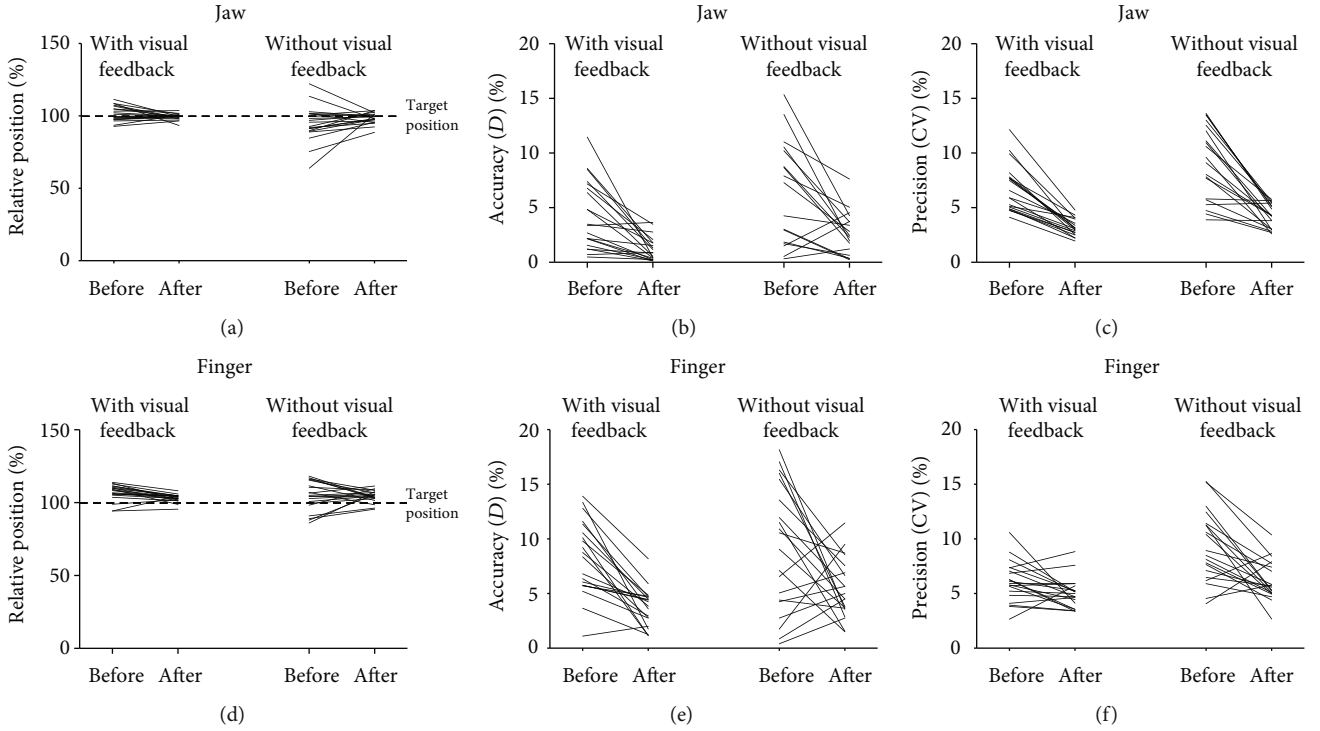 Jaw
With visual
feedback
Without visual
feedback
Relative position (%)
150
100
50
0
Target
position
Before After
Before After
(a)
Jaw
With visual
feedback
Without visual
feedback
Accuracy (D) (%)
20
15
10
5
0
Before After
Before After
(b)
Jaw
With visual
feedback
Without visual
feedback
Precision (CV) (%)
20
15
10
5
0
Before After
Before After
(c)
Finger
With visual
feedback
Without visual
feedback
Relative position (%)
150
100
50
0
Target
position
Before After
Before After
(d)
Finger
With visual
feedback
Without visual
feedback
Accuracy (D) (%)
20
15
10
5
0
Before After
Before After
(e)
Finger
With visual
feedback
Without visual
feedback
Precision (CV) (%)
20
15
10
5
0
Before After
Before After
(f)